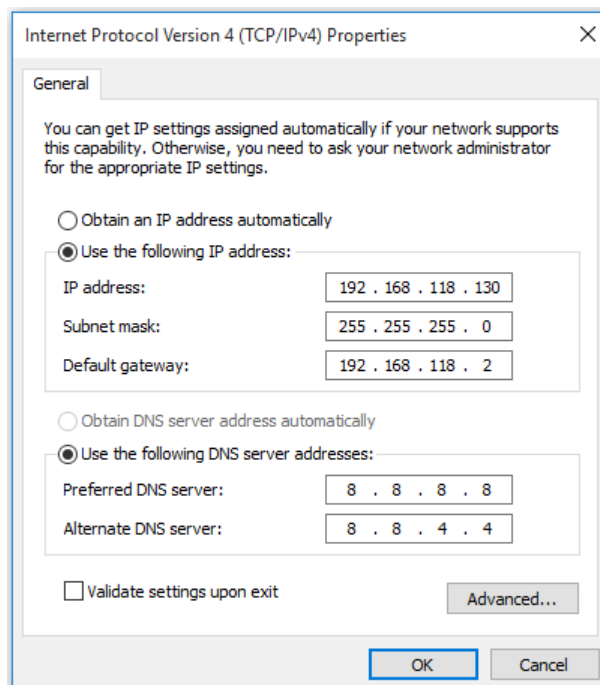 Internet Protocol Version 4 (TCP/IPv4) Properties
General
You can get IP settings assigned automatically if your network supports
this capability. Otherwise, you need to ask your network administrator
for the appropriate IP settings.
Obtain an IP address automatically
Use the following IP address:
IP address: 192 . 168 . 118 . 130
Subnet mask: 255 . 255 . 255 . 0
Default gateway: 192 . 168 . 118 . 2
Obtain DNS server address automatically
Use the following DNS server addresses:
Preferred DNS server: 8 . 8 . 8 . 8
Alternate DNS server: 8 . 8 . 4 . 4
Validate settings upon exit
Advanced...
OK Cancel